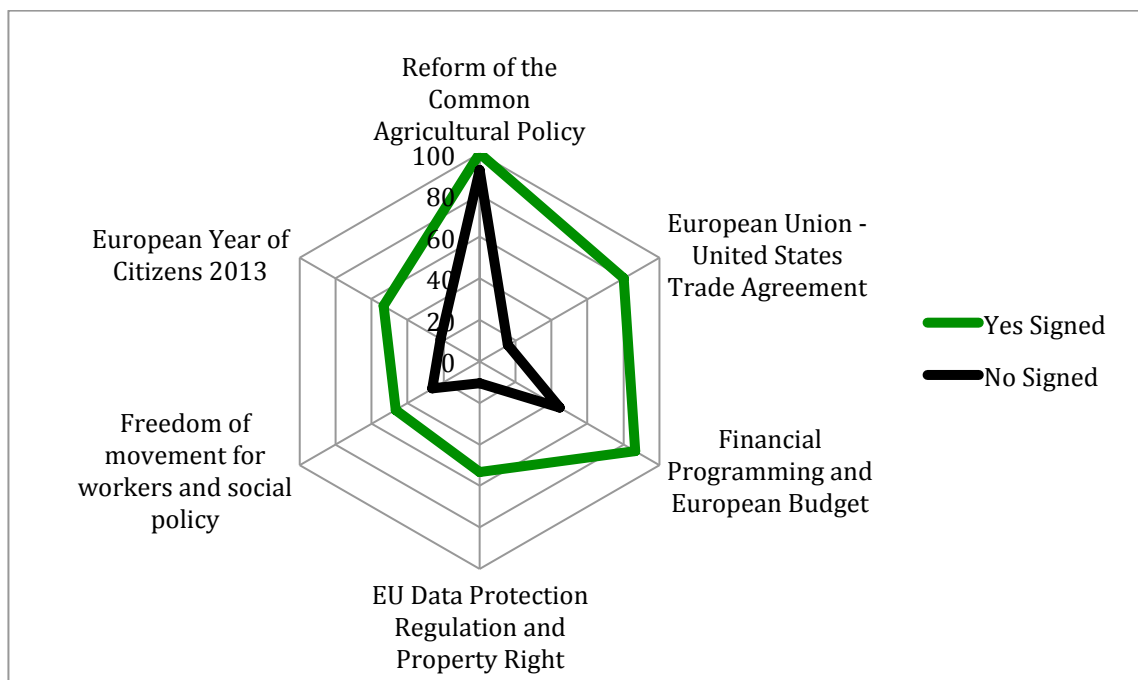 Reform of the
Common
Agricultural Policy
100
80
60
40
20
0
European Union -
United States
Trade Agreement
Financial
Programming and
European Budget
EU Data Protection
Regulation and
Property Right
Freedom of
movement for
workers and social
policy
European Year of
Citizens 2013
Yes Signed
No Signed